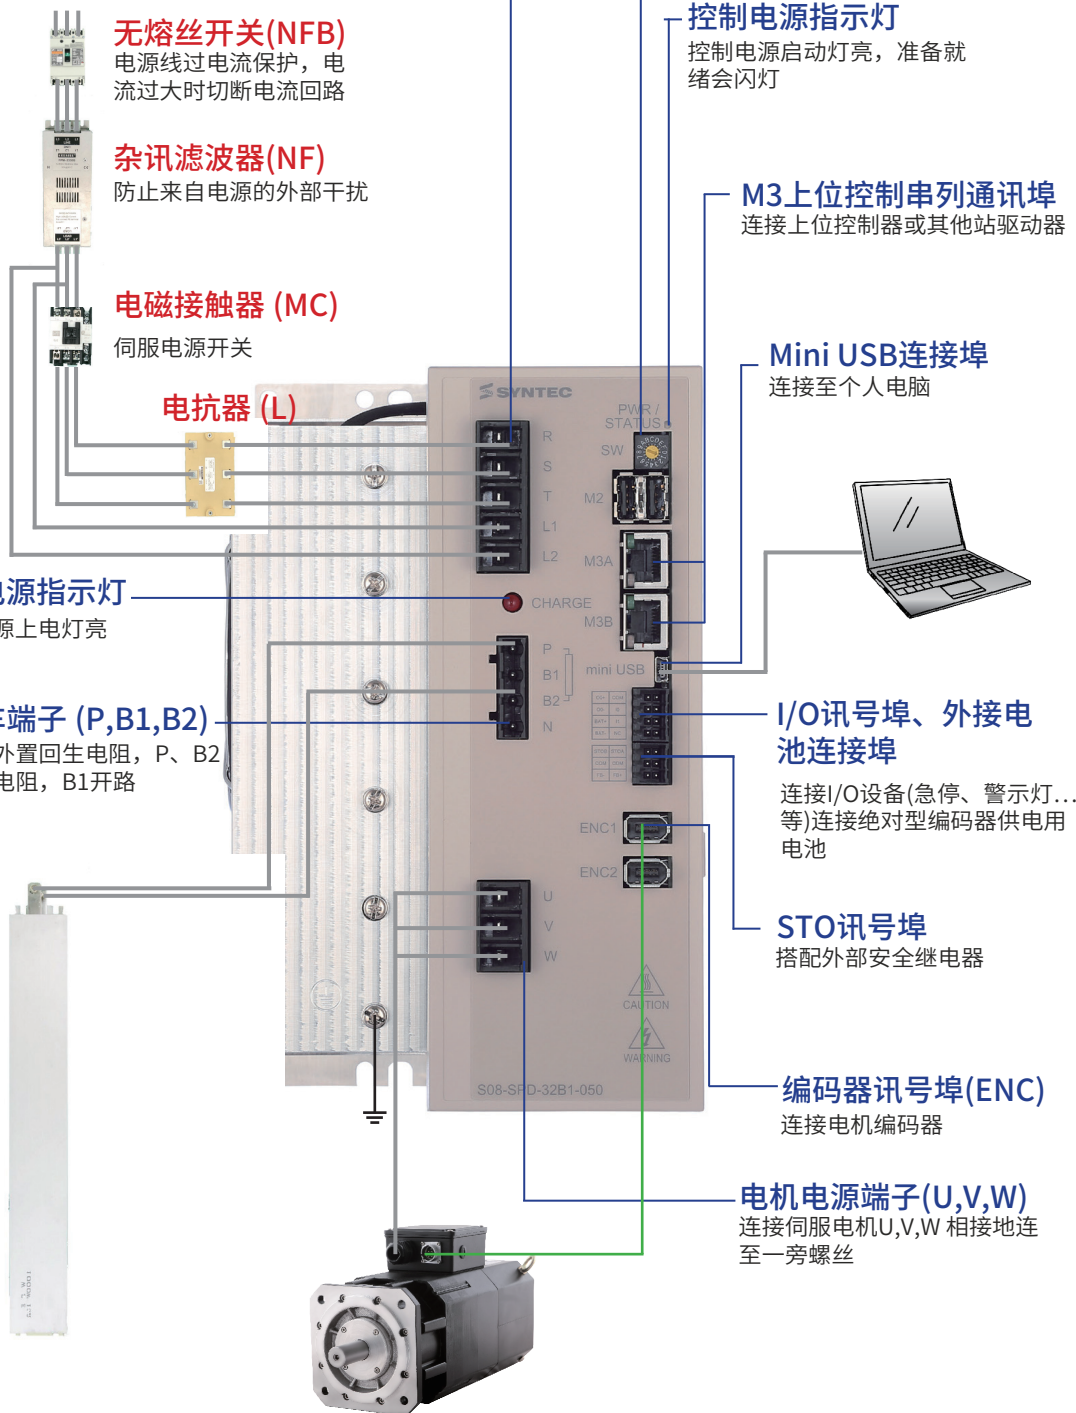 无熔丝开关(NFB)
电源线过电流保护，电
流过大时切断电流回路
控制电源指示灯
控制电源启动灯亮，准备就
绪会闪灯
杂讯滤波器(NF)
防止来自电源的外部干扰
M3上位控制串列通讯埠
连接上位控制器或其他站驱动器
电磁接触器 (MC)
伺服电源开关
Mini USB连接埠
连接至个人电脑
电抗器 (L)
SYNTEC
PWR /
STATUS
SW
R
S
T
L1
L2
M2
M3A
M3B
CHARGE
源指示灯
源上电灯亮
P
B1
B2
N
mini USB
端子 (P,B1,B2)
外置回生电阻，P、B2
电阻，B1开路
I/O讯号埠、外接电
池连接埠
连接I/O设备(急停、警示灯...
等)连接绝对型编码器供电用
电池
ENC1
ENC2
U
V
W
STO讯号埠
搭配外部安全继电器
CAUTION
WARNING
S08-SPD-32B1-050
编码器讯号埠(ENC)
连接电机编码器
电机电源端子(U,V,W)
连接伺服电机U,V,W 相接地连
至一旁螺丝